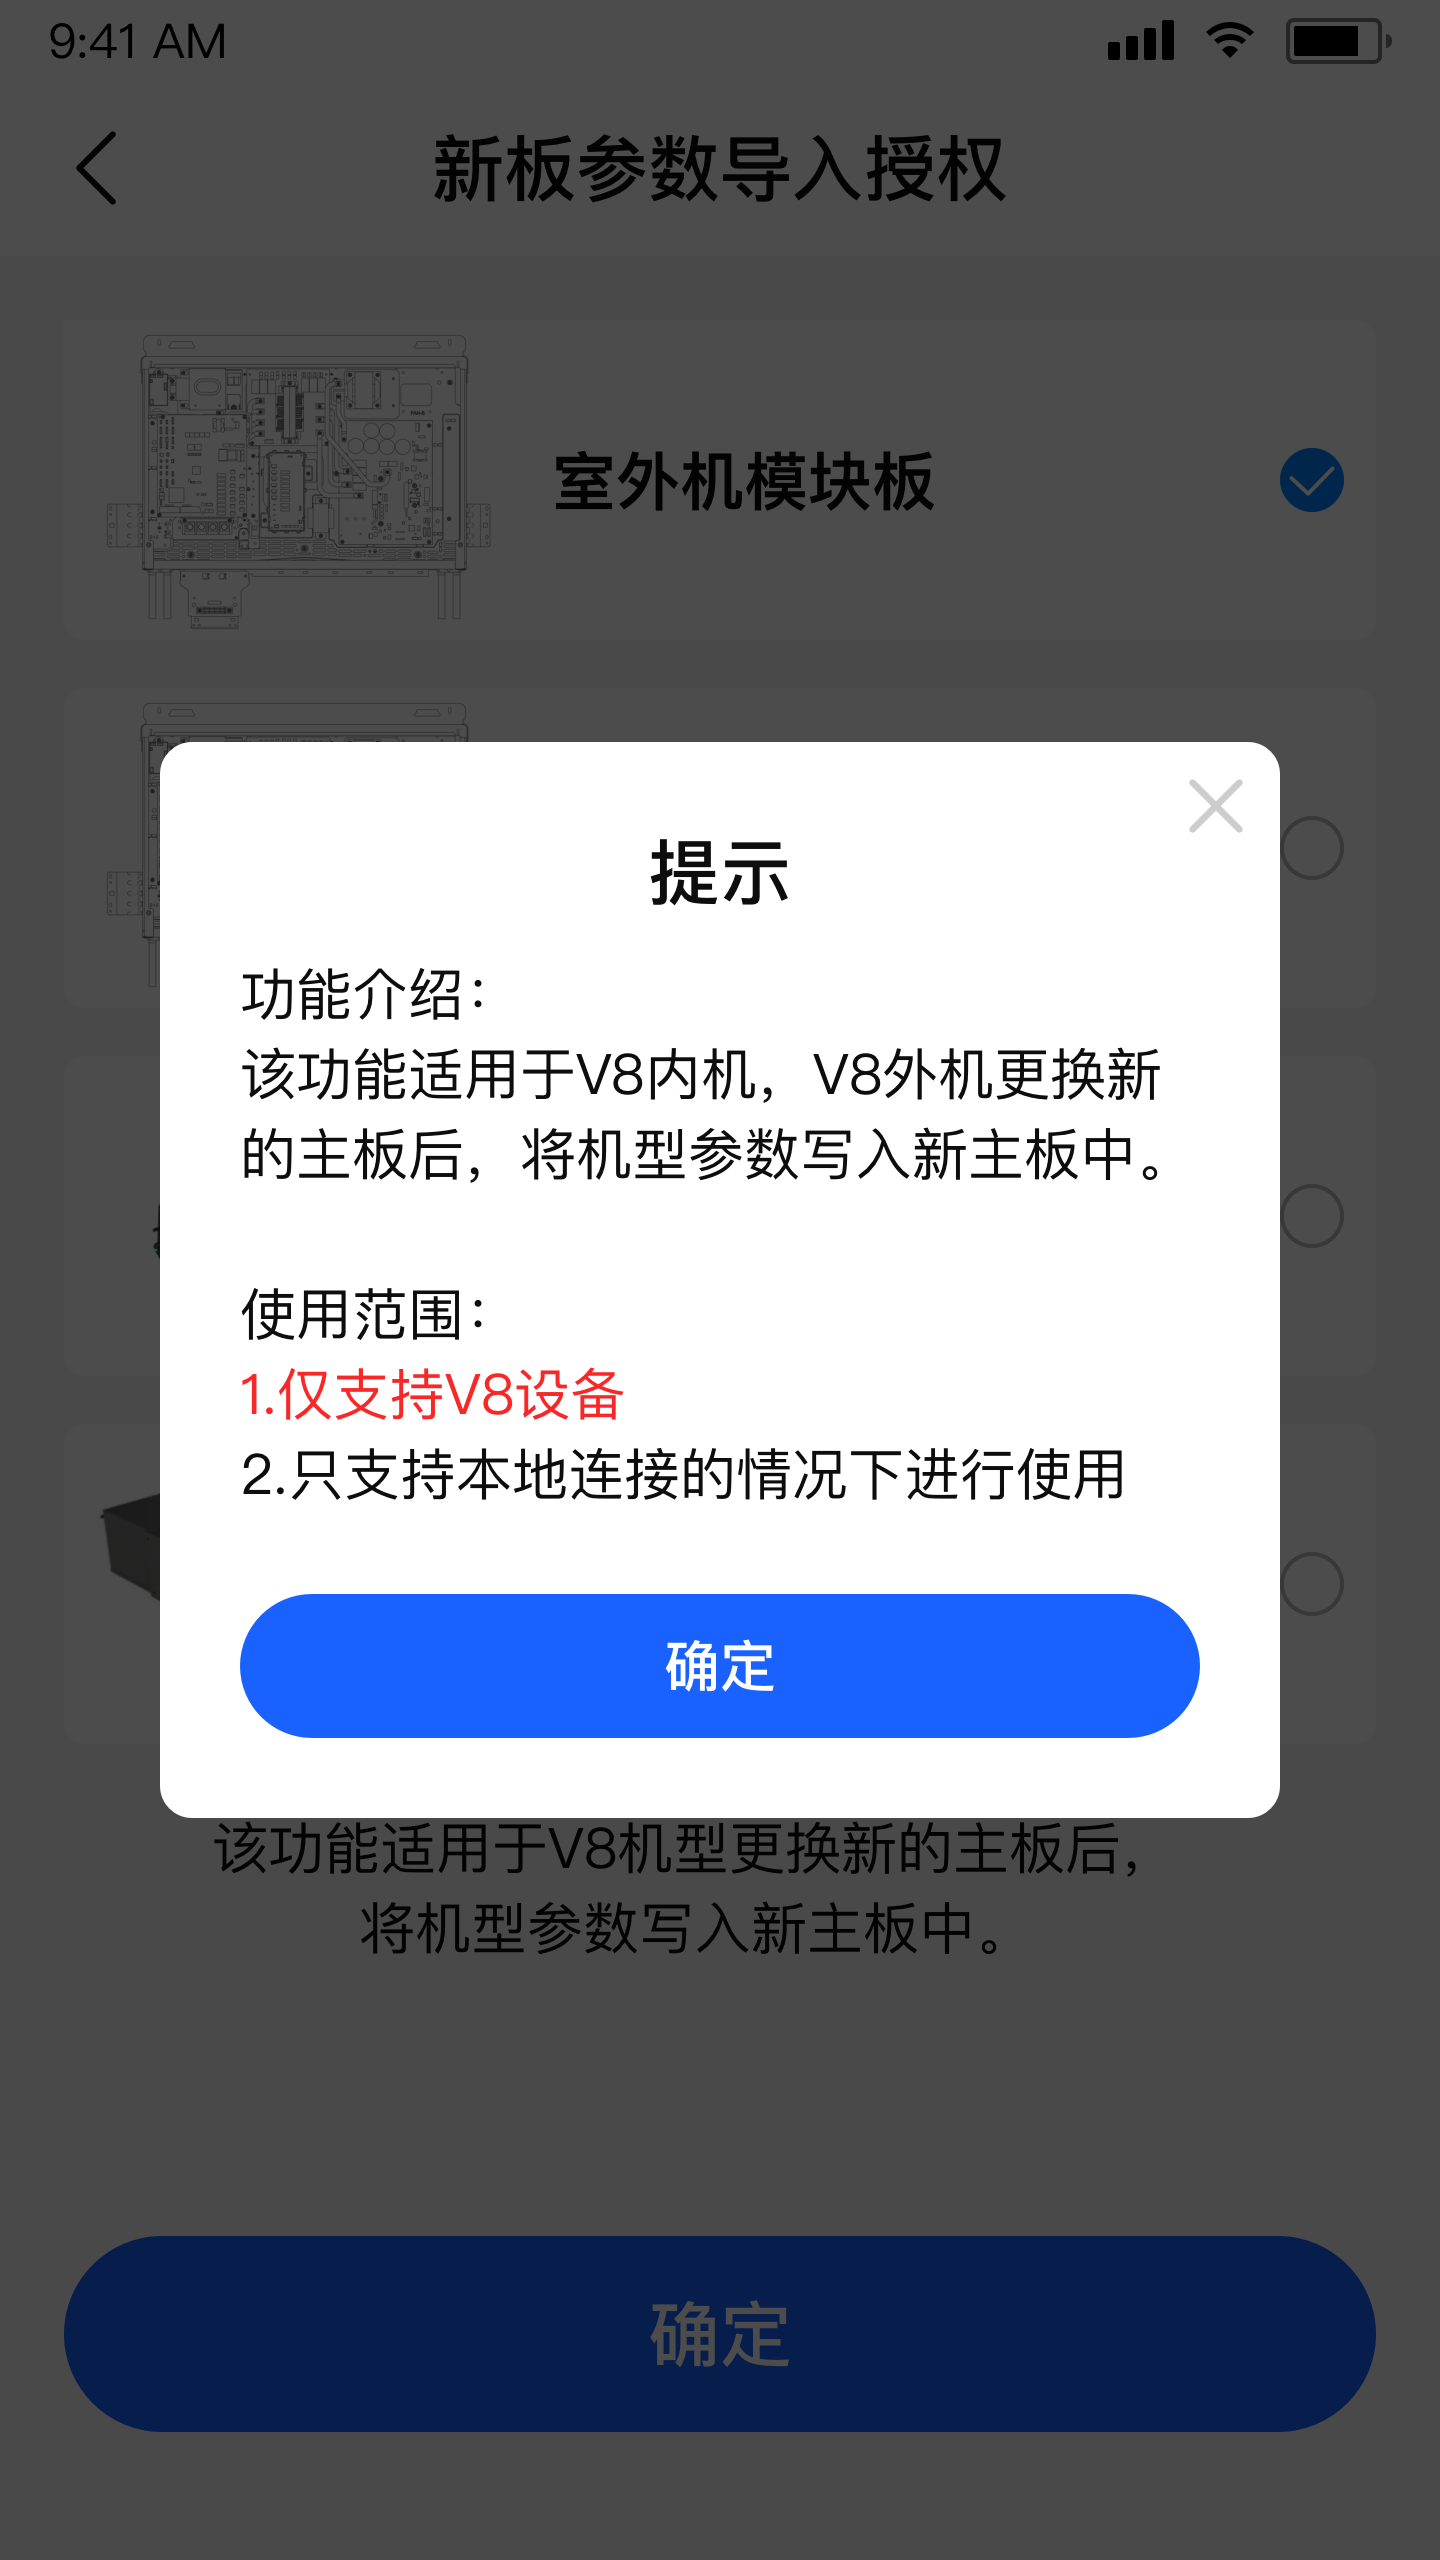 9:41 AM
新板参数导入授权
室外机模块板
提示
功能介绍：
该功能适用于V8内机，V8外机更换新
的主板后，将机型参数写入新主板中。
使用范围：
1.仅支持V8设备
2.只支持本地连接的情况下进行使用
确定
该功能适用于V8机型更换新的主板后，
将机型参数写入新主板中。
确定